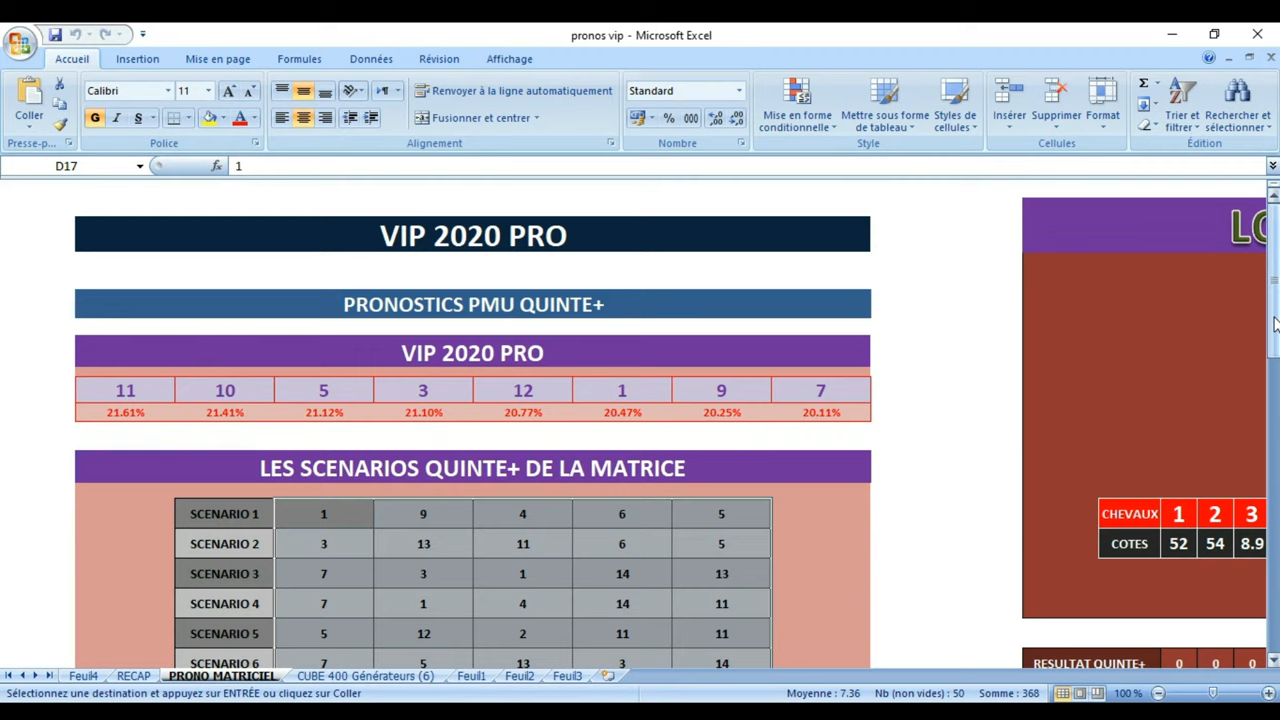 pronos vip - Microsoft Excel
Accueil Insertion Mise en page Formules Données Révision Affichage
Coller
Presse-p...
Calibri 11
G I S
Police
Renvoyer à la ligne automatiquement
Fusionner et centrer
Alignement
Standard
% 000
Nombre
Mise en forme conditionnelle
Mettre sous forme de tableau
Styles de cellules
Style
Insérer Supprimer Format
Cellules
Trier et filtrer
Rechercher et sélectionner
Édition
D17 fx 1
VIP 2020 PRO
PRONOSTICS PMU QUINTE+
VIP 2020 PRO
11 10 5 3 12 1 9 7
21.61% 21.41% 21.12% 21.10% 20.77% 20.47% 20.25% 20.11%
LES SCENARIOS QUINTE+ DE LA MATRICE
SCENARIO 1 1 9 4 6 5
SCENARIO 2 3 13 11 6 5
SCENARIO 3 7 3 1 14 13
SCENARIO 4 7 1 4 14 11
SCENARIO 5 5 12 2 11 11
SCENARIO 6 7 5 13 3 14
CHEVAUX 1 2 3
COTES 52 54 8.9
RESULTAT QUINTE+ 0 0 0
Feuil4 RECAP PRONO MATRICIEL CUBE 400 Générateurs (6) Feuil1 Feuil2 Feuil3
Sélectionnez une destination et appuyez sur ENTRÉE ou cliquez sur Coller Moyenne : 7.36 Nb (non vides) : 50 Somme : 368 100 %